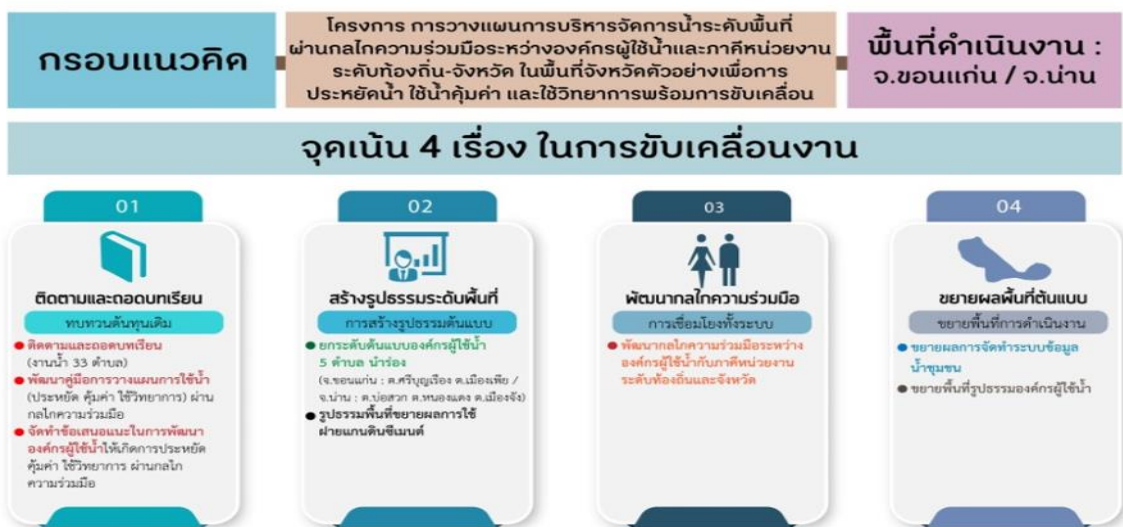 กรอบแนวคิด
โครงการ การวางแผนการบริหารจัดการน้ำระดับพื้นที่
ผ่านกลไกความร่วมมือระหว่างองค์กรผู้ใช้น้ำและภาคีหน่วยงาน
ระดับท้องถิ่น-จังหวัด ในพื้นที่จังหวัดตัวอย่างเพื่อการ
ประหยัดน้ำ ใช้น้ำคุ้มค่า และใช้วิทยาการพร้อมการขับเคลื่อน
พื้นที่ดำเนินงาน :
จ.ขอนแก่น / จ.น่าน
จุดเน้น 4 เรื่อง ในการขับเคลื่อนงาน
01
ติดตามและถอดบทเรียน
ทบทวนต้นทุนเดิม
ติดตามและถอดบทเรียน
(งานน้ำ 33 ตำบล)
พัฒนาคู่มือการวางแผนการใช้น้ำ
(ประหยัด คุ้มค่า ใช้วิทยาการ) ผ่าน
กลไกความร่วมมือ
จัดทำข้อเสนอแนะในการพัฒนา
องค์กรผู้ใช้น้ำให้เกิดการประหยัด
คุ้มค่า ใช้วิทยาการ ผ่านกลไก
ความร่วมมือ
02
สร้างรูปธรรมระดับพื้นที่
การสร้างรูปธรรมต้นแบบ
ยกระดับต้นแบบองค์กรผู้ใช้น้ำ
5 ตำบล นำร่อง
(จ.ขอนแก่น : ต.ศรีบุญเรือง ต.เมืองเพีย /
จ.น่าน : ต.บ่อสวก ต.หนองแดง ต.เมืองจัง)
รูปธรรมพื้นที่ขยายผลการใช้
ฝายแกนดินซีเมนต์
03
พัฒนากลไกความร่วมมือ
การเชื่อมโยงทั้งระบบ
พัฒนากลไกความร่วมมือระหว่าง
องค์กรผู้ใช้น้ำกับภาคีหน่วยงาน
ระดับท้องถิ่นและจังหวัด
04
ขยายผลพื้นที่ต้นแบบ
ขยายพื้นที่การดำเนินงาน
ขยายผลการจัดทำระบบข้อมูล
น้ำชุมชน
ขยายพื้นที่รูปธรรมองค์กรผู้ใช้น้ำ